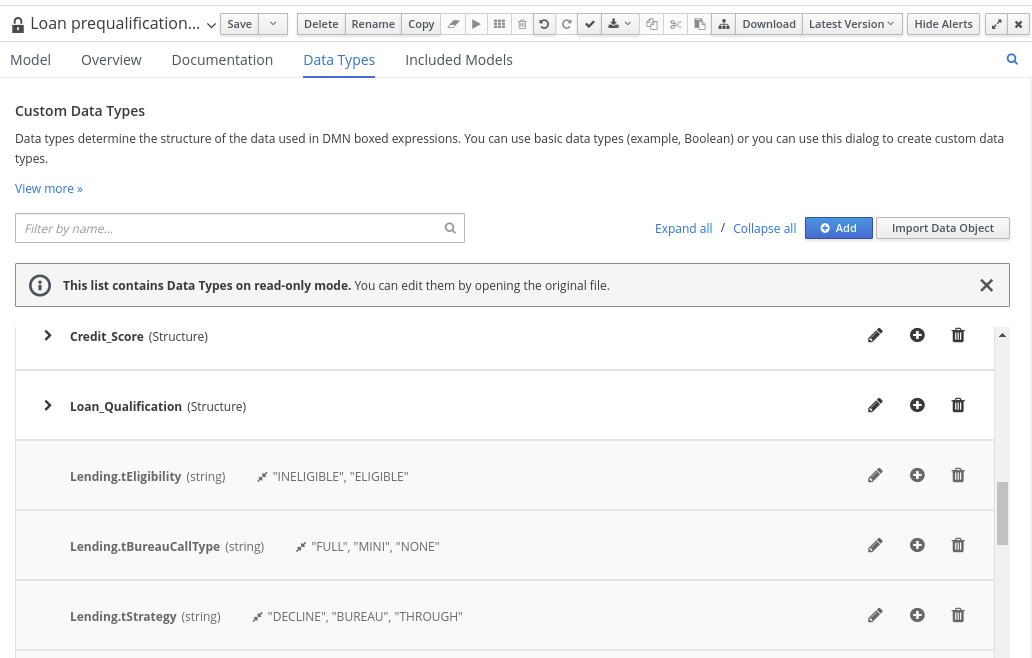 Loan prequalification... Save Delete Rename Copy Download Latest Version Hide Alerts
Model Overview Documentation Data Types Included Models
Custom Data Types
Data types determine the structure of the data used in DMN boxed expressions. You can use basic data types (example, Boolean) or you can use this dialog to create custom data
types.
View more »
Filter by name... Expand all / Collapse all Add Import Data Object
This list contains Data Types on read-only mode. You can edit them by opening the original file.
Credit_Score (Structure)
Loan_Qualification (Structure)
Lending.tEligibility (string) "INELIGIBLE", "ELIGIBLE"
Lending.tBureauCallType (string) "FULL", "MINI", "NONE"
Lending.tStrategy (string) "DECLINE", "BUREAU", "THROUGH"